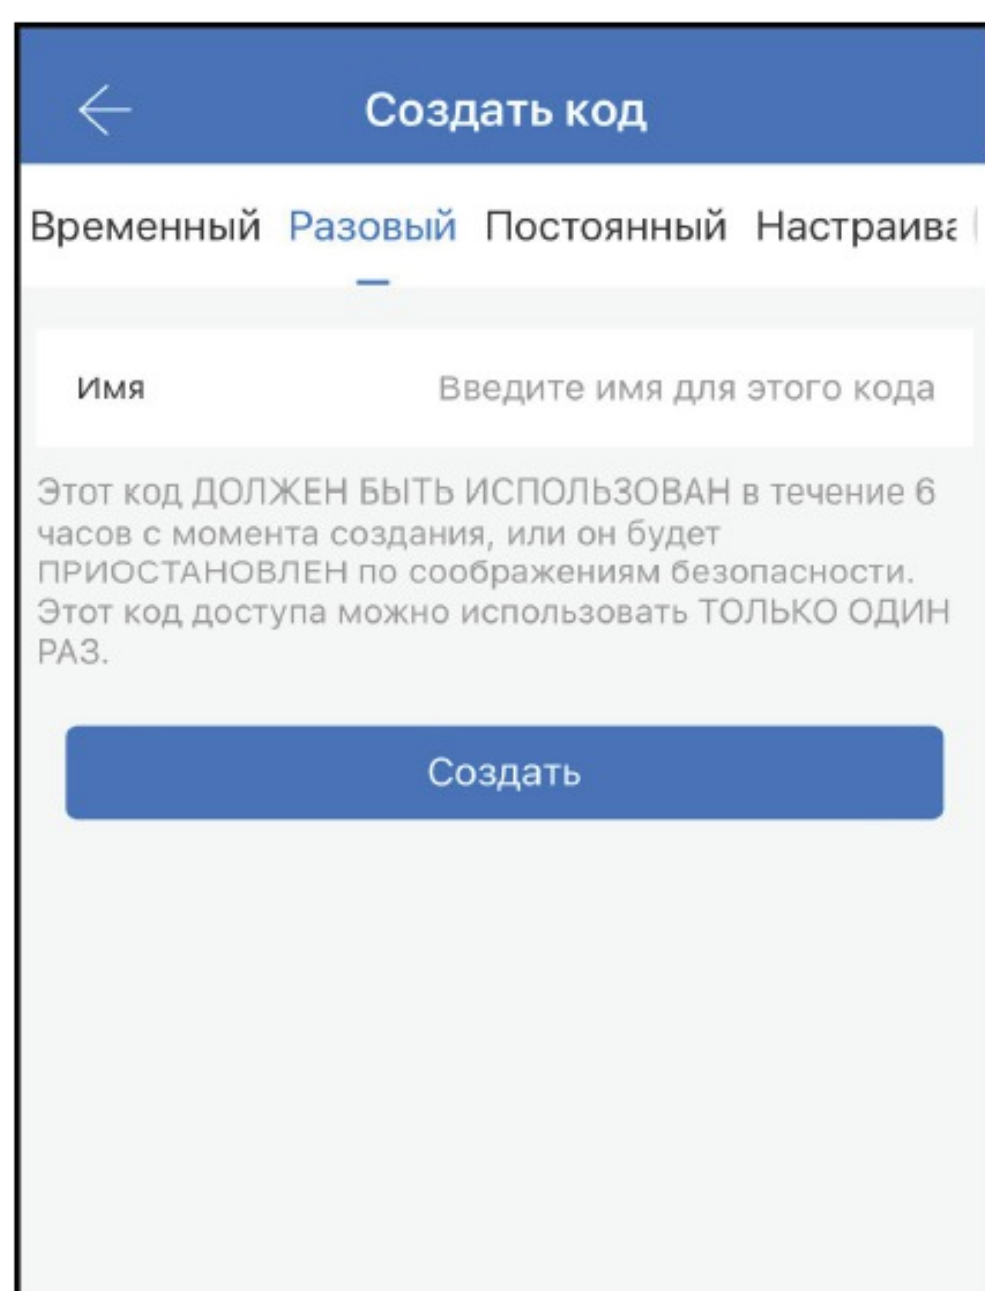 Создать код
Временный Разовый Постоянный Настраива
Имя Введите имя для этого кода
Этот код ДОЛЖЕН БЫТЬ ИСПОЛЬЗОВАН в течение 6
часов с момента создания, или он будет
ПРИОСТАНОВЛЕН по соображениям безопасности.
Этот код доступа можно использовать ТОЛЬКО ОДИН
РАЗ.
Создать